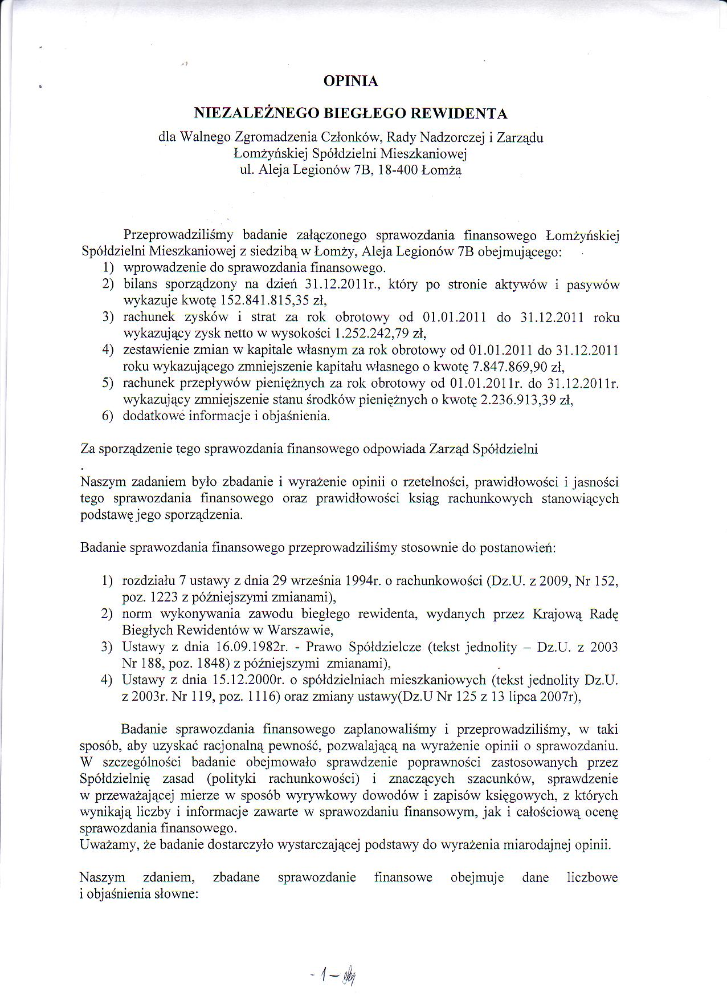 OPINIA
NIEZALEŻNEGO BIEGŁEGO REWIDENTA
dla Walnego Zgromadzenia Członków, Rady Nadzorczej i Zarządu
Łomżyńskiej Spółdzielni Mieszkaniowej
ul. Aleja Legionów 7B, 18-400 Łomża
Przeprowadziliśmy badanie załączonego sprawozdania finansowego Łomżyńskiej
Spółdzielni Mieszkaniowej z siedzibą w Łomży, Aleja Legionów 7B obejmującego:
1) wprowadzenie do sprawozdania finansowego.
2) bilans sporządzony na dzień 31.12.2011r., który po stronie aktywów i pasywów
wykazuje kwotę 152.841.815,35 zł,
3) rachunek zysków i strat za rok obrotowy od 01.01.2011 do 31.12.2011 roku
wykazujący zysk netto w wysokości 1.252.242,79 zł,
4) zestawienie zmian w kapitale własnym za rok obrotowy od 01.01.2011 do 31.12.2011
roku wykazującego zmniejszenie kapitału własnego o kwotę 7.847.869,90 zł,
5) rachunek przepływów pieniężnych za rok obrotowy od 01.01.2011r. do 31.12.2011r.
wykazujący zmniejszenie stanu środków pieniężnych o kwotę 2.236.913,39 zł,
6) dodatkowe informacje i objaśnienia.
Za sporządzenie tego sprawozdania finansowego odpowiada Zarząd Spółdzielni
.
Naszym zadaniem było zbadanie i wyrażenie opinii o rzetelności, prawidłowości i jasności
tego sprawozdania finansowego oraz prawidłowości ksiąg rachunkowych stanowiących
podstawę jego sporządzenia.
Badanie sprawozdania finansowego przeprowadziliśmy stosownie do postanowień:
1) rozdziału 7 ustawy z dnia 29 września 1994r. o rachunkowości (Dz.U. z 2009, Nr 152,
poz. 1223 z późniejszymi zmianami),
2) norm wykonywania zawodu biegłego rewidenta, wydanych przez Krajową Radę
Biegłych Rewidentów w Warszawie,
3) Ustawy z dnia 16.09.1982r. - Prawo Spółdzielcze (tekst jednolity – Dz.U. z 2003
Nr 188, poz. 1848) z późniejszymi zmianami),
4) Ustawy z dnia 15.12.2000r. o spółdzielniach mieszkaniowych (tekst jednolity Dz.U.
z 2003r. Nr 119, poz. 1116) oraz zmiany ustawy(Dz.U Nr 125 z 13 lipca 2007r),
Badanie sprawozdania finansowego zaplanowaliśmy i przeprowadziliśmy, w taki
sposób, aby uzyskać racjonalną pewność, pozwalającą na wyrażenie opinii o sprawozdaniu.
W szczególności badanie obejmowało sprawdzenie poprawności zastosowanych przez
Spółdzielnię zasad (polityki rachunkowości) i znaczących szacunków, sprawdzenie
w przeważającej mierze w sposób wyrywkowy dowodów i zapisów księgowych, z których
wynikają liczby i informacje zawarte w sprawozdaniu finansowym, jak i całościową ocenę
sprawozdania finansowego.
Uważamy, że badanie dostarczyło wystarczającej podstawy do wyrażenia miarodajnej opinii.
Naszym zdaniem, zbadane sprawozdanie finansowe obejmuje dane liczbowe
i objaśnienia słowne:
- 1 -